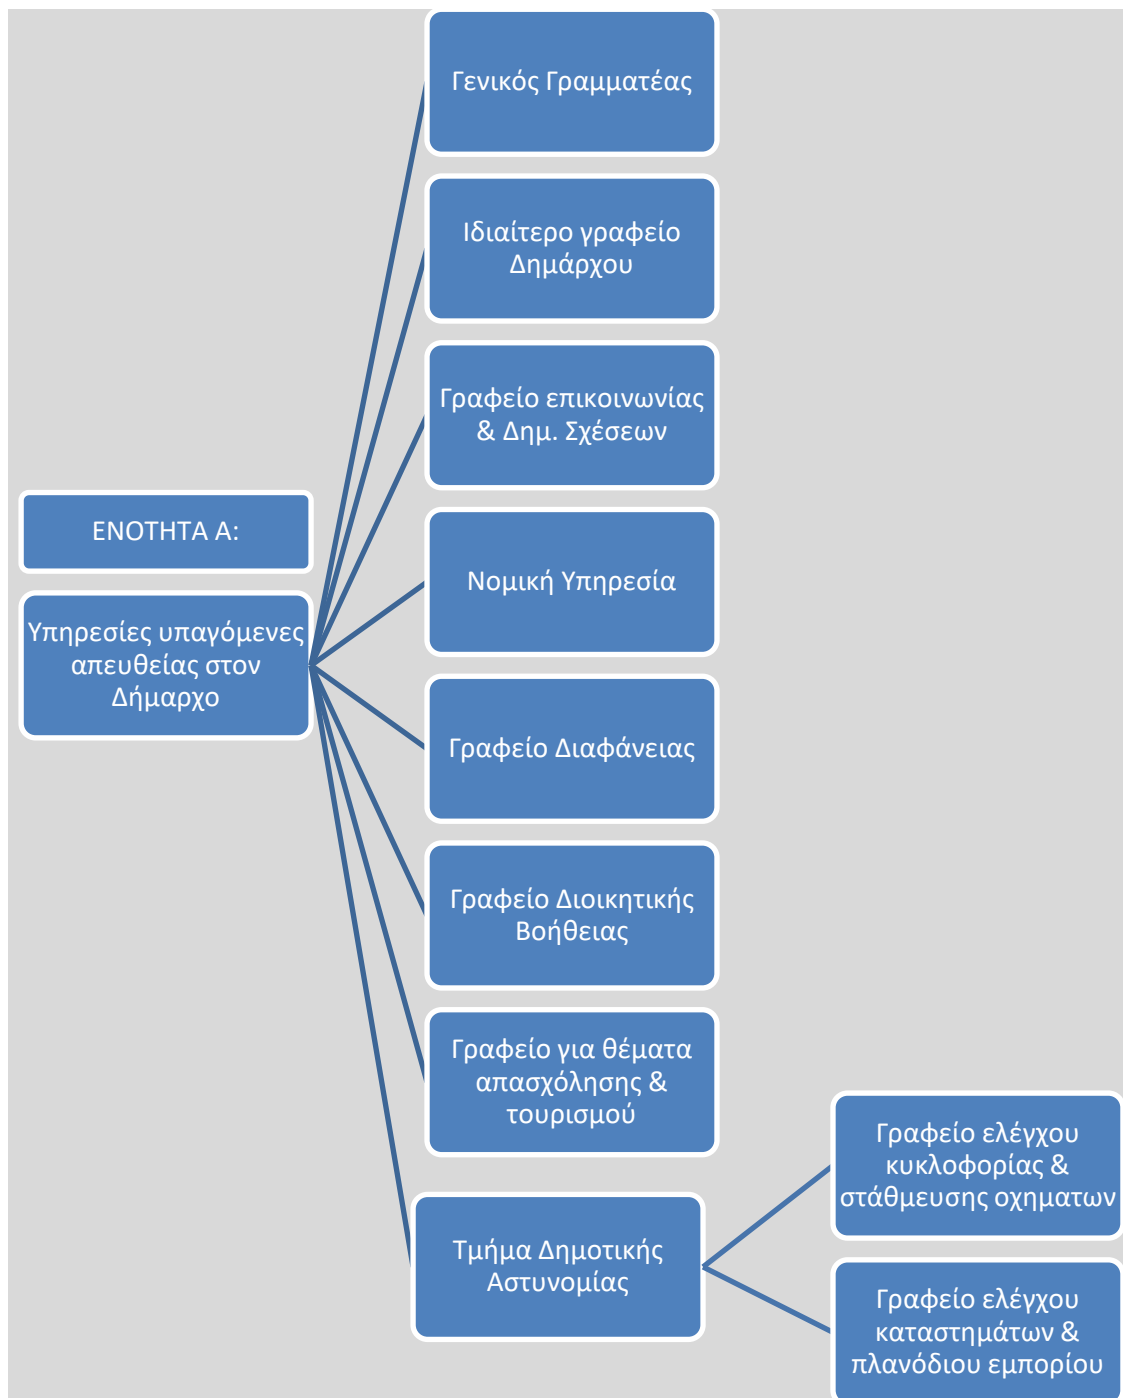 Γενικός Γραμματέας
Ιδιαίτερο γραφείο
Δημάρχου
Γραφείο επικοινωνίας
& Δημ. Σχέσεων
ΕΝΟΤΗΤΑ Α:
Νομική Υπηρεσία
Υπηρεσίες υπαγόμενες
απευθείας στον
Δήμαρχο
Γραφείο Διαφάνειας
Γραφείο Διοικητικής
Βοήθειας
Γραφείο για θέματα
απασχόλησης &
τουρισμού
Τμήμα Δημοτικής
Αστυνομίας
Γραφείο ελέγχου
κυκλοφορίας &
στάθμευσης οχηματων
Γραφείο ελέγχου
καταστημάτων &
πλανόδιου εμπορίου